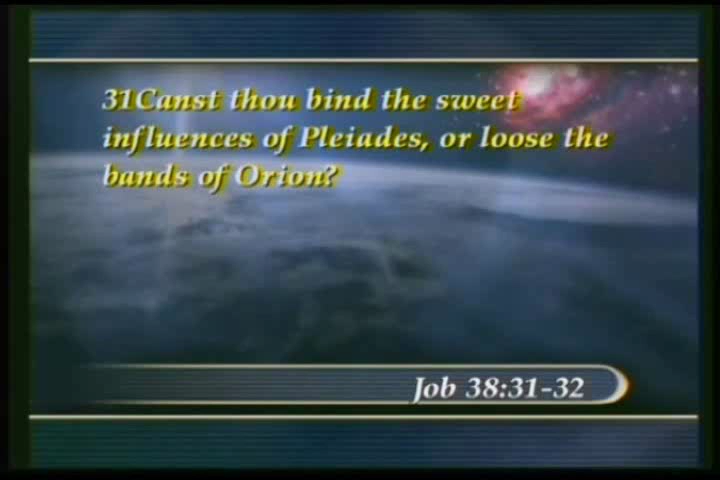 31Canst thou bind the sweet
influences of Pleiades, or loose the
bands of Orion?
Job 38:31-32